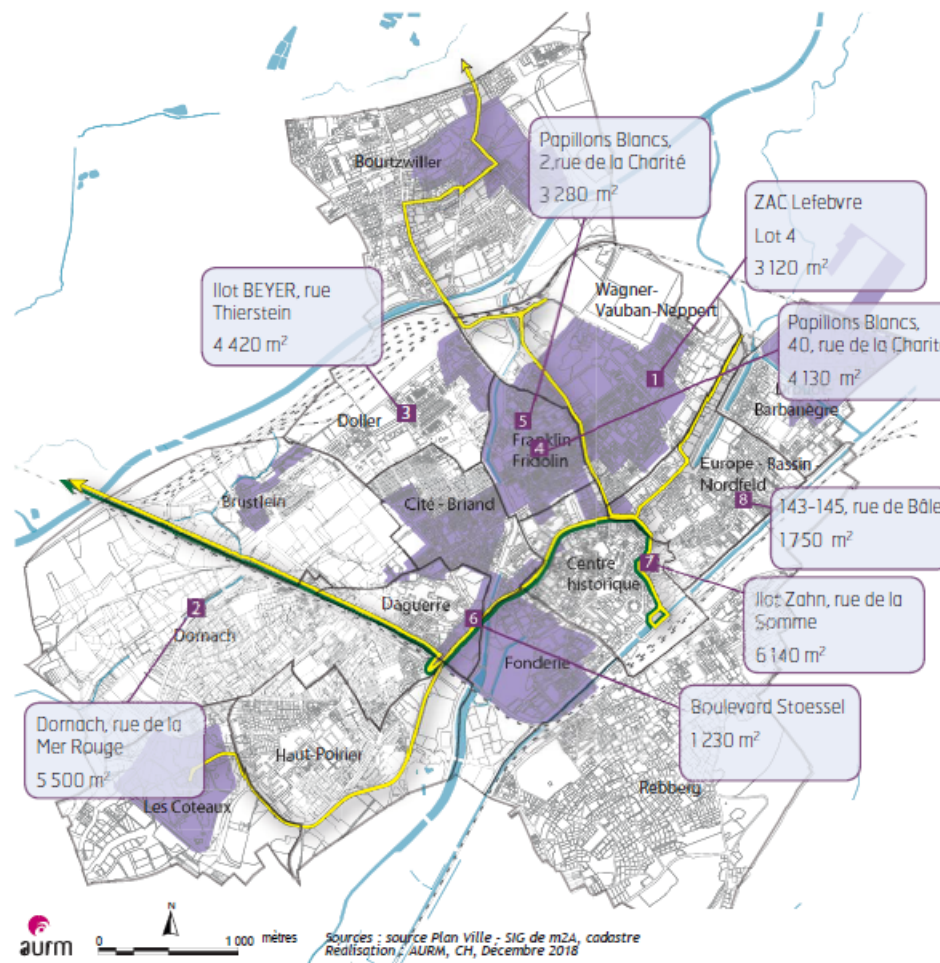 Bourtzwiller
Papillons Blancs,
2,rue de la Charité
3 280 m²
ZAC Lefebvre
Lot 4
3 120 m²
Ilot BEYER, rue
Thierstein
4 420 m²
Wagner-
Vauban-Neppert
Papillons Blancs,
40, rue de la Charité
4 130 m²
1
3
Doller
5
Franklin
4
Fridolin
Barbanègre
Europe - Bassin -
Nordfeld
8
Brustlein
Cité - Briand
143-145, rue de Bâle
1 750 m²
Centre
historique
7
Daguerre
2
Dornach
6
Ilot Zahn, rue de la
Somme
6 140 m²
Fonderie
Boulevard Stoessel
1 230 m²
Dornach, rue de la
Mer Rouge
5 500 m²
Haut-Poirier
Les Coteaux
Rebberg
N
aurm
0 1 000 mètres
Sources : source Plan Ville - SIG de m2A, cadastre
Réalisation : AURM, CH, Décembre 2018